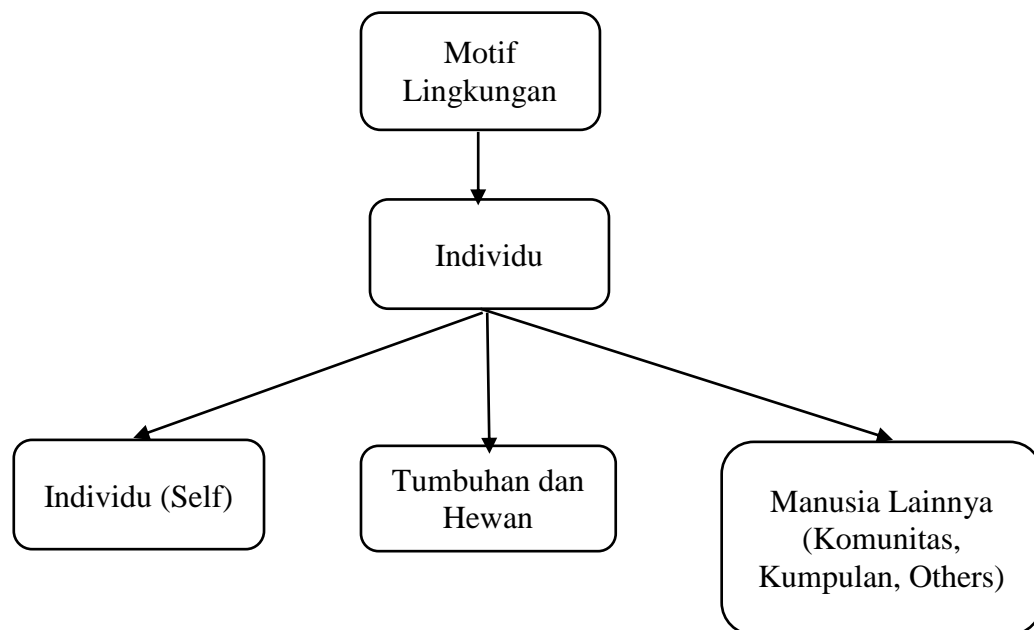 Motif
Lingkungan
Individu
Individu (Self)
Tumbuhan dan
Hewan
Manusia Lainnya
(Komunitas,
Kumpulan, Others)